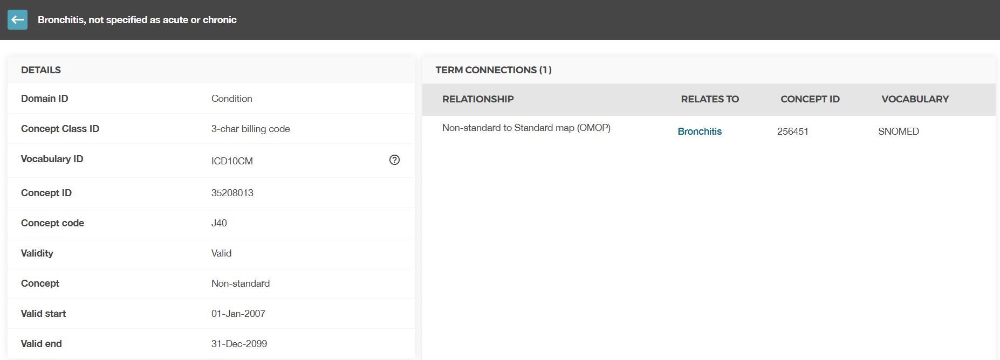 Bronchitis, not specified as acute or chronic
DETAILS
Domain ID Condition
Concept Class ID 3-char billing code
Vocabulary ID ICD10CM
Concept ID 35208013
Concept code J40
Validity Valid
Concept Non-standard
Valid start 01-Jan-2007
Valid end 31-Dec-2099
TERM CONNECTIONS (1)
RELATIONSHIP RELATES TO CONCEPT ID VOCABULARY
Non-standard to Standard map (OMOP) Bronchitis 256451 SNOMED